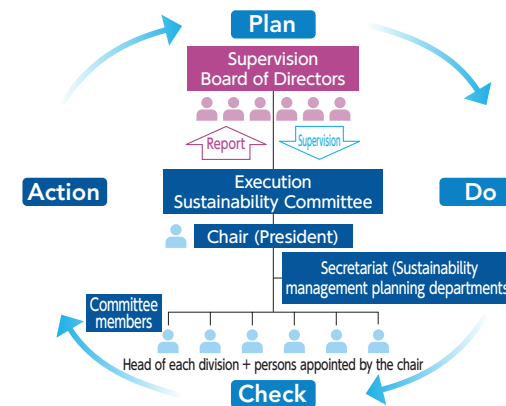 Plan
Supervision
Board of Directors
Report
Supervision
Execution
Sustainability Committee
Action
Do
Chair (President)
Secretariat (Sustainability
management planning departments
Committee
members
Head of each division + persons appointed by the chair
Check